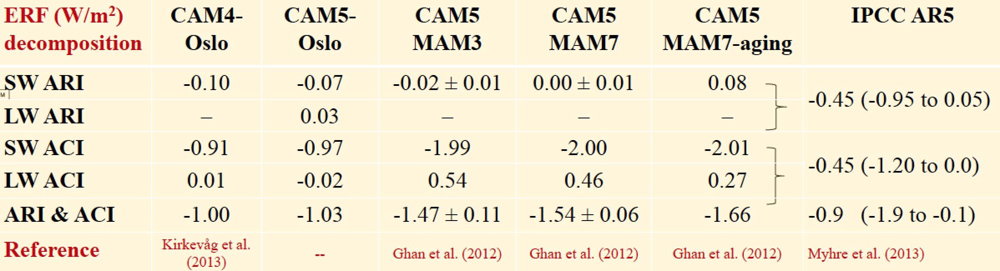 ERF (W/m²) decomposition | CAM4-Oslo | CAM5-Oslo | CAM5 MAM3 | CAM5 MAM7 | CAM5 MAM7-aging | IPCC AR5
SW ARI | -0.10 | -0.07 | -0.02 ± 0.01 | 0.00 ± 0.01 | 0.08 | -0.45 (-0.95 to 0.05)
M
LW ARI | – | 0.03 | – | – | –
SW ACI | -0.91 | -0.97 | -1.99 | -2.00 | -2.01 | -0.45 (-1.20 to 0.0)
LW ACI | 0.01 | -0.02 | 0.54 | 0.46 | 0.27
ARI & ACI | -1.00 | -1.03 | -1.47 ± 0.11 | -1.54 ± 0.06 | -1.66 | -0.9 (-1.9 to -0.1)
Reference | Kirkevåg et al. (2013) | -- | Ghan et al. (2012) | Ghan et al. (2012) | Ghan et al. (2012) | Myhre et al. (2013)